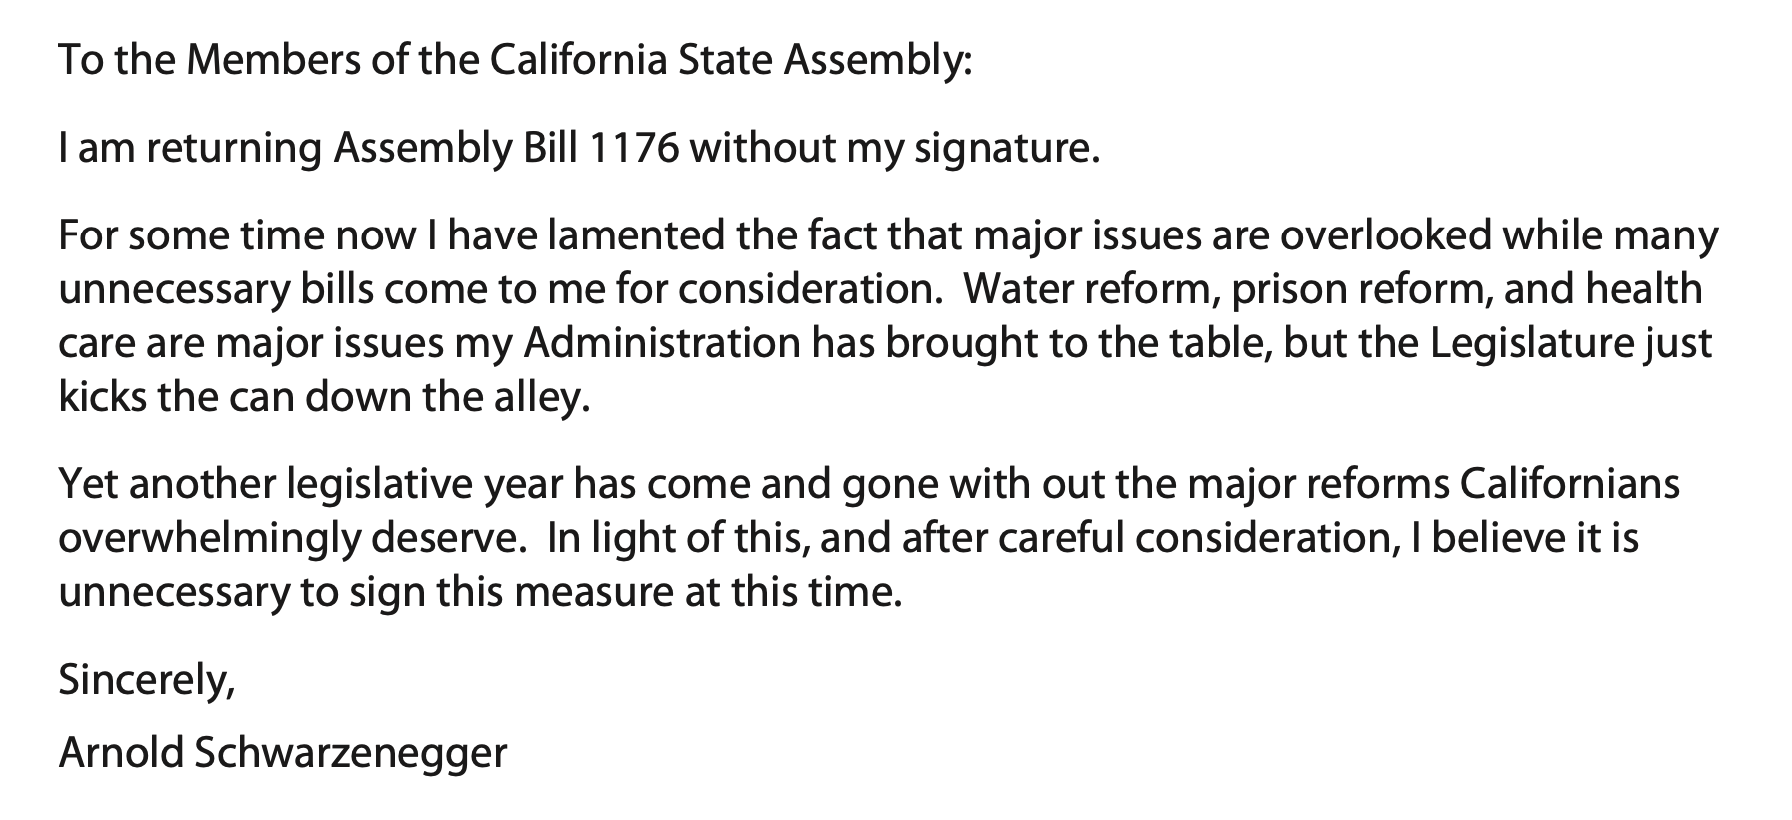 To the Members of the California State Assembly:
I am returning Assembly Bill 1176 without my signature.
For some time now I have lamented the fact that major issues are overlooked while many
unnecessary bills come to me for consideration.  Water reform, prison reform, and health
care are major issues my Administration has brought to the table, but the Legislature just
kicks the can down the alley.
Yet another legislative year has come and gone with out the major reforms Californians
overwhelmingly deserve.  In light of this, and after careful consideration, I believe it is
unnecessary to sign this measure at this time.
Sincerely,
Arnold Schwarzenegger